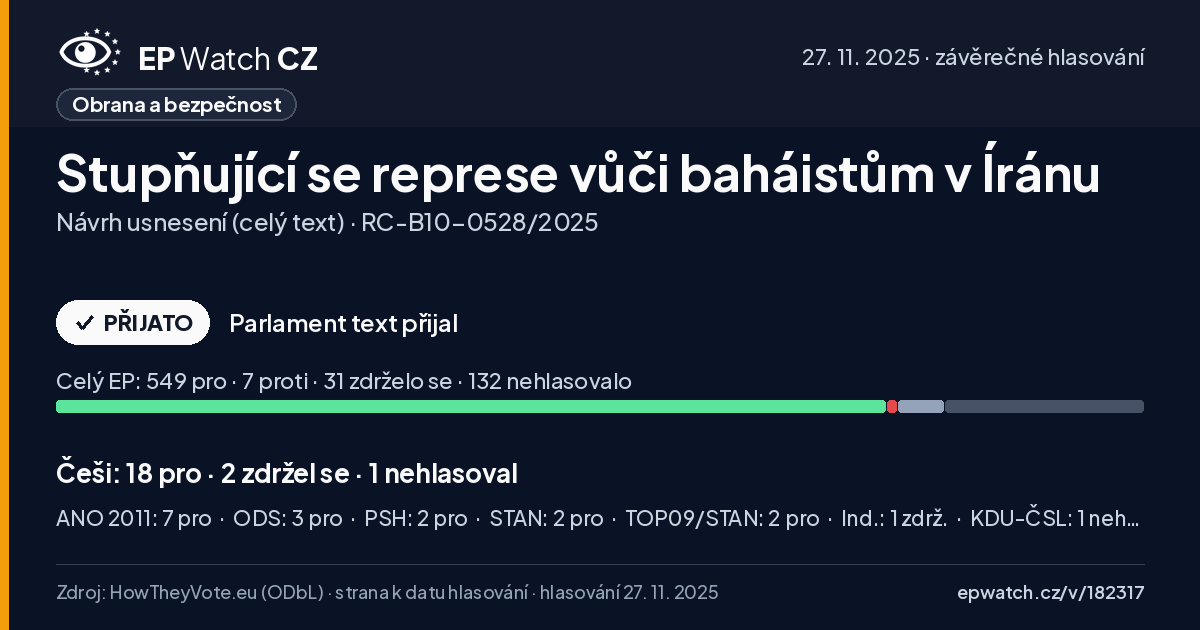 EP Watch CZ
27. 11. 2025 · závěrečné hlasování
Obrana a bezpečnost
Stupňující se represe vůči baháistům v Íránu
Návrh usnesení (celý text) · RC-B10-0528/2025
✓ PŘIJATO
Parlament text přijal
Celý EP: 549 pro · 7 proti · 31 zdrželo se · 132 nehlasovalo
Češi: 18 pro · 2 zdržel se · 1 nehlasoval
ANO 2011: 7 pro · ODS: 3 pro · PSH: 2 pro · STAN: 2 pro · TOP09/STAN: 2 pro · Ind.: 1 zdrž. · KDU-ČSL: 1 neh…
Zdroj: HowTheyVote.eu (ODbL) · strana k datu hlasování · hlasování 27. 11. 2025
epwatch.cz/v/182317